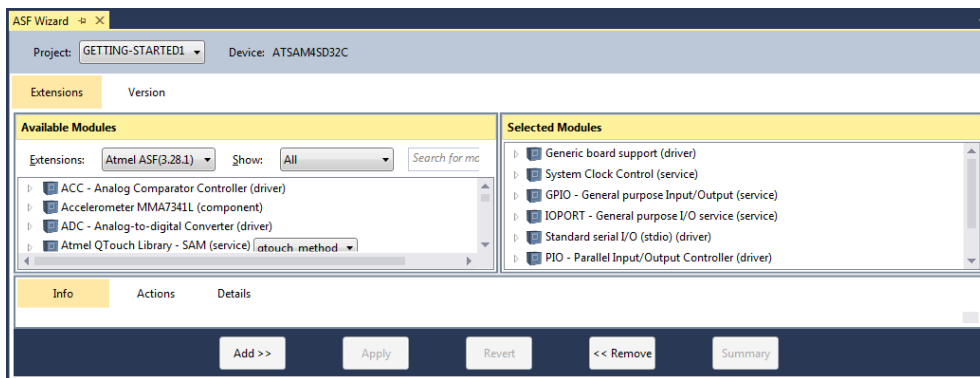 ASF Wizard
Project: GETTING-STARTED1 Device: ATSAM4SD32C
Extensions Version
Available Modules
Extensions: Atmel ASF(3.28.1) Show: All Search for mo
ACC - Analog Comparator Controller (driver)
Accelerometer MMA7341L (component)
ADC - Analog-to-digital Converter (driver)
Atmel QTouch Library - SAM (service) qtouch_method
Selected Modules
Generic board support (driver)
System Clock Control (service)
GPIO - General purpose Input/Output (service)
IOPORT - General purpose I/O service (service)
Standard serial I/O (stdio) (driver)
PIO - Parallel Input/Output Controller (driver)
Info Actions Details
Add >> Apply Revert << Remove Summary